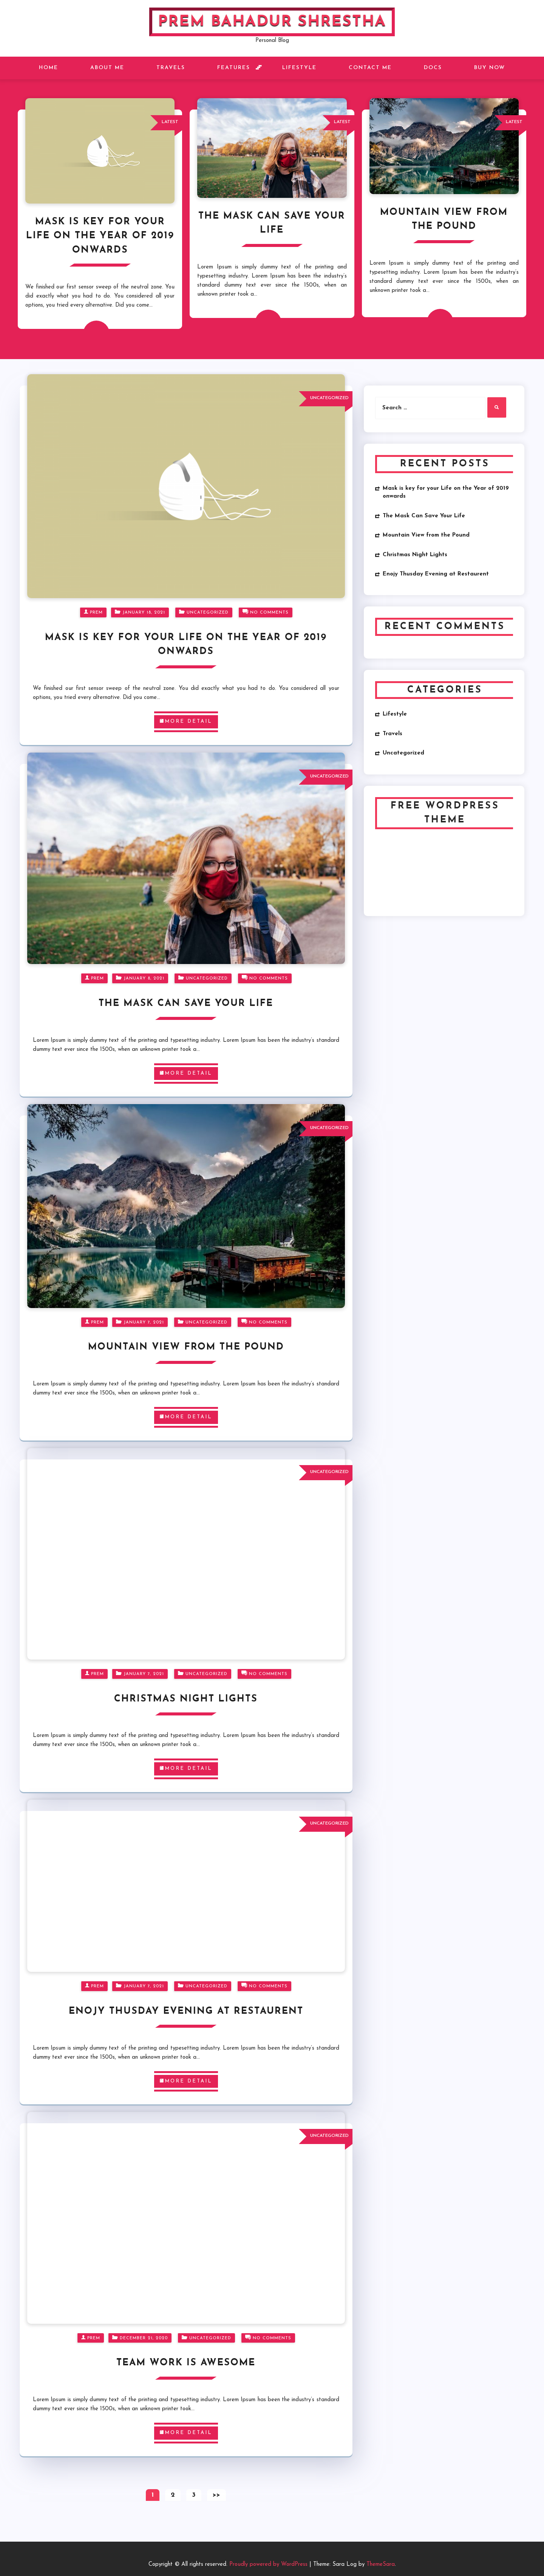 PREM BAHADUR SHRESTHA
Personal Blog
HOME
ABOUT ME
TRAVELS
FEATURES
LIFESTYLE
CONTACT ME
DOCS
BUY NOW
LATEST
MASK IS KEY FOR YOUR
LIFE ON THE YEAR OF 2019
ONWARDS
We finished our first sensor sweep of the neutral zone. You
did exactly what you had to do. You considered all your
options, you tried every alternative. Did you come…
LATEST
THE MASK CAN SAVE YOUR
LIFE
Lorem Ipsum is simply dummy text of the printing and
typesetting industry. Lorem Ipsum has been the industry's
standard dummy text ever since the 1500s, when an
unknown printer took a…
LATEST
MOUNTAIN VIEW FROM
THE POUND
Lorem Ipsum is simply dummy text of the printing and
typesetting industry. Lorem Ipsum has been the industry's
standard dummy text ever since the 1500s, when an
unknown printer took a…
UNCATEGORIZED
PREM
UNCATEGORIZED
NO COMMENTS
MASK IS KEY FOR YOUR LIFE ON THE YEAR OF 2019
ONWARDS
We finished our first sensor sweep of the neutral zone. You did exactly what you had to do. You considered all your
options, you tried every alternative. Did you come…
MORE DETAIL
UNCATEGORIZED
PREM
UNCATEGORIZED
NO COMMENTS
THE MASK CAN SAVE YOUR LIFE
Lorem Ipsum is simply dummy text of the printing and typesetting industry. Lorem Ipsum has been the industry's standard
dummy text ever since the 1500s, when an unknown printer took a…
MORE DETAIL
UNCATEGORIZED
PREM
UNCATEGORIZED
NO COMMENTS
MOUNTAIN VIEW FROM THE POUND
Lorem Ipsum is simply dummy text of the printing and typesetting industry. Lorem Ipsum has been the industry's standard
dummy text ever since the 1500s, when an unknown printer took a…
MORE DETAIL
UNCATEGORIZED
PREM
UNCATEGORIZED
NO COMMENTS
CHRISTMAS NIGHT LIGHTS
Lorem Ipsum is simply dummy text of the printing and typesetting industry. Lorem Ipsum has been the industry's standard
dummy text ever since the 1500s, when an unknown printer took a…
MORE DETAIL
UNCATEGORIZED
PREM
UNCATEGORIZED
NO COMMENTS
ENOJY THUSDAY EVENING AT RESTAURENT
Lorem Ipsum is simply dummy text of the printing and typesetting industry. Lorem Ipsum has been the industry's standard
dummy text ever since the 1500s, when an unknown printer took a…
MORE DETAIL
UNCATEGORIZED
PREM
UNCATEGORIZED
NO COMMENTS
TEAM WORK IS AWESOME
Lorem Ipsum is simply dummy text of the printing and typesetting industry. Lorem Ipsum has been the industry's standard
dummy text ever since the 1500s, when an unknown printer took…
MORE DETAIL
1 2 3 >>
Search …
RECENT POSTS
Mask is key for your Life on the Year of 2019
onwards
The Mask Can Save Your Life
Mountain View from the Pound
Christmas Night Lights
Enojy Thusday Evening at Restaurent
RECENT COMMENTS
CATEGORIES
Lifestyle
Travels
Uncategorized
FREE WORDPRESS
THEME
Copyright © All rights reserved. Proudly powered by WordPress | Theme: Sara Log by ThemeSara.